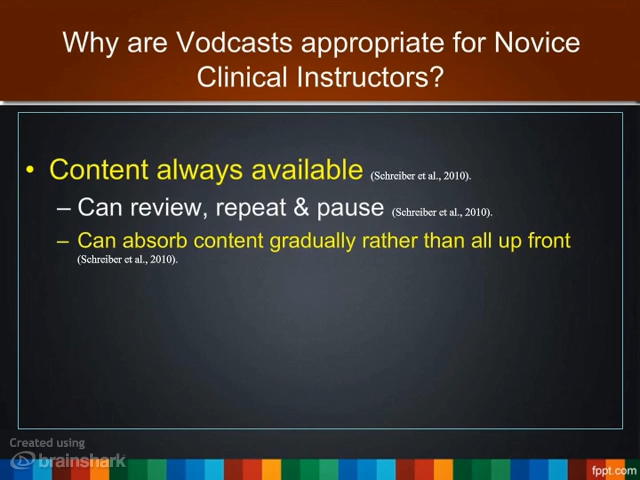 Why are Vodcasts appropriate for Novice
Clinical Instructors?
• Content always available (Schreiber et al., 2010).
– Can review, repeat & pause (Schreiber et al., 2010).
– Can absorb content gradually rather than all up front
(Schreiber et al., 2010).
Created using
brainshark
fppt.com